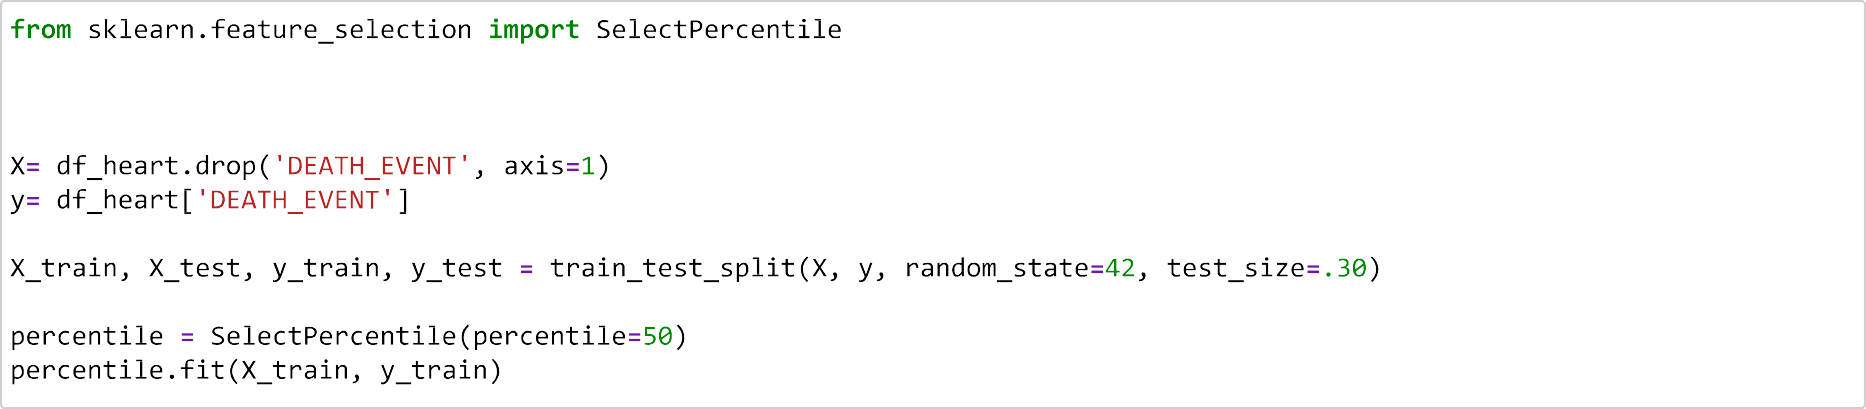 from sklearn.feature_selection import SelectPercentile
X= df_heart.drop('DEATH_EVENT', axis=1)
y= df_heart['DEATH_EVENT']
X_train, X_test, y_train, y_test = train_test_split(X, y, random_state=42, test_size=.30)
percentile = SelectPercentile(percentile=50)
percentile.fit(X_train, y_train)